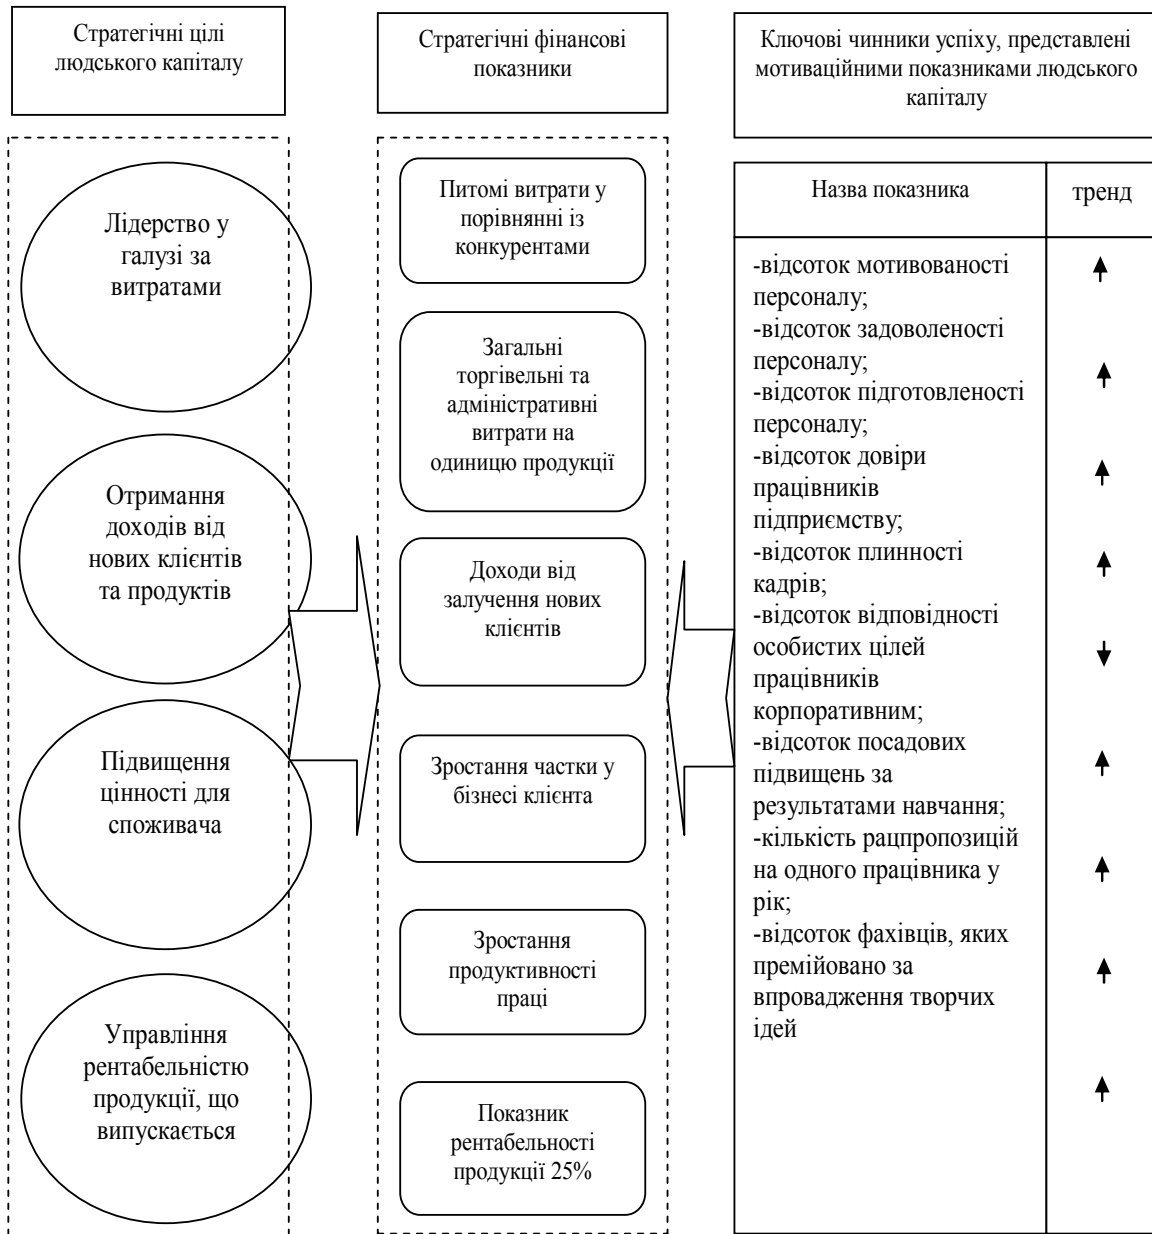 Стратегічні цілі
людського капіталу
Стратегічні фінансові
показники
Ключові чинники успіху, представлені
мотиваційними показниками людського
капіталу
Лідерство у
галузі за
витратами
Отримання
доходів від
нових клієнтів
та продуктів
Підвищення
цінності для
споживача
Управління
рентабельністю
продукції, що
випускається
Питомі витрати у
порівнянні із
конкурентами
Загальні
торгівельні та
адміністративні
витрати на
одиницю продукції
Доходи від
залучення нових
клієнтів
Зростання частки у
бізнесі клієнта
Зростання
продуктивності
праці
Показник
рентабельності
продукції 25%
Назва показника
тренд
-відсоток мотивованості
персоналу;
-відсоток задоволеності
персоналу;
-відсоток підготовленості
персоналу;
-відсоток довіри
працівників
підприємству;
-відсоток плинності
кадрів;
-відсоток відповідності
особистих цілей
працівників
корпоративним;
-відсоток посадових
підвищень за
результатами навчання;
-кількість рацпропозицій
на одного працівника у
рік;
-відсоток фахівців, яких
премійовано за
впровадження творчих
ідей